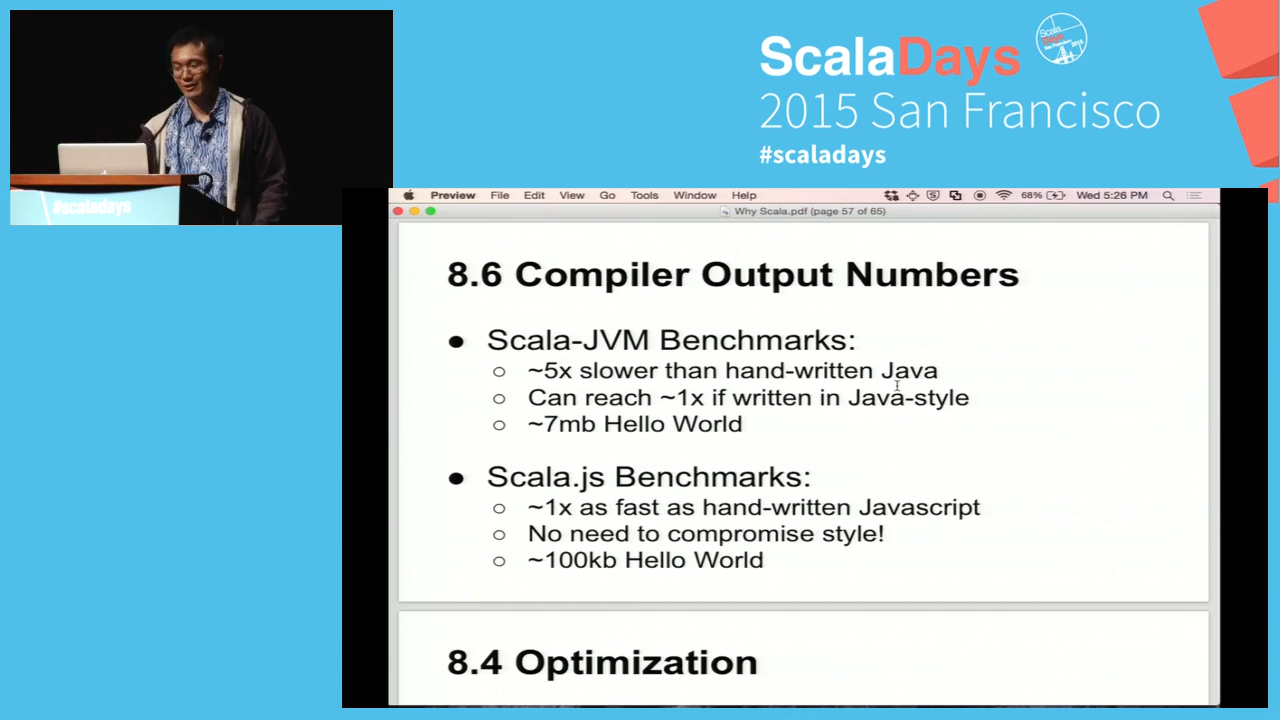 ScalaDays
2015 San Francisco
#scaladays
#scaladays
Preview File Edit View Go Tools Window Help 68% Wed 5:26 PM
Why Scala.pdf (page 57 of 65)
8.6 Compiler Output Numbers
● Scala-JVM Benchmarks:
○ ~5x slower than hand-written Java
○ Can reach ~1x if written in Java-style
○ ~7mb Hello World
● Scala.js Benchmarks:
○ ~1x as fast as hand-written Javascript
○ No need to compromise style!
○ ~100kb Hello World
8.4 Optimization